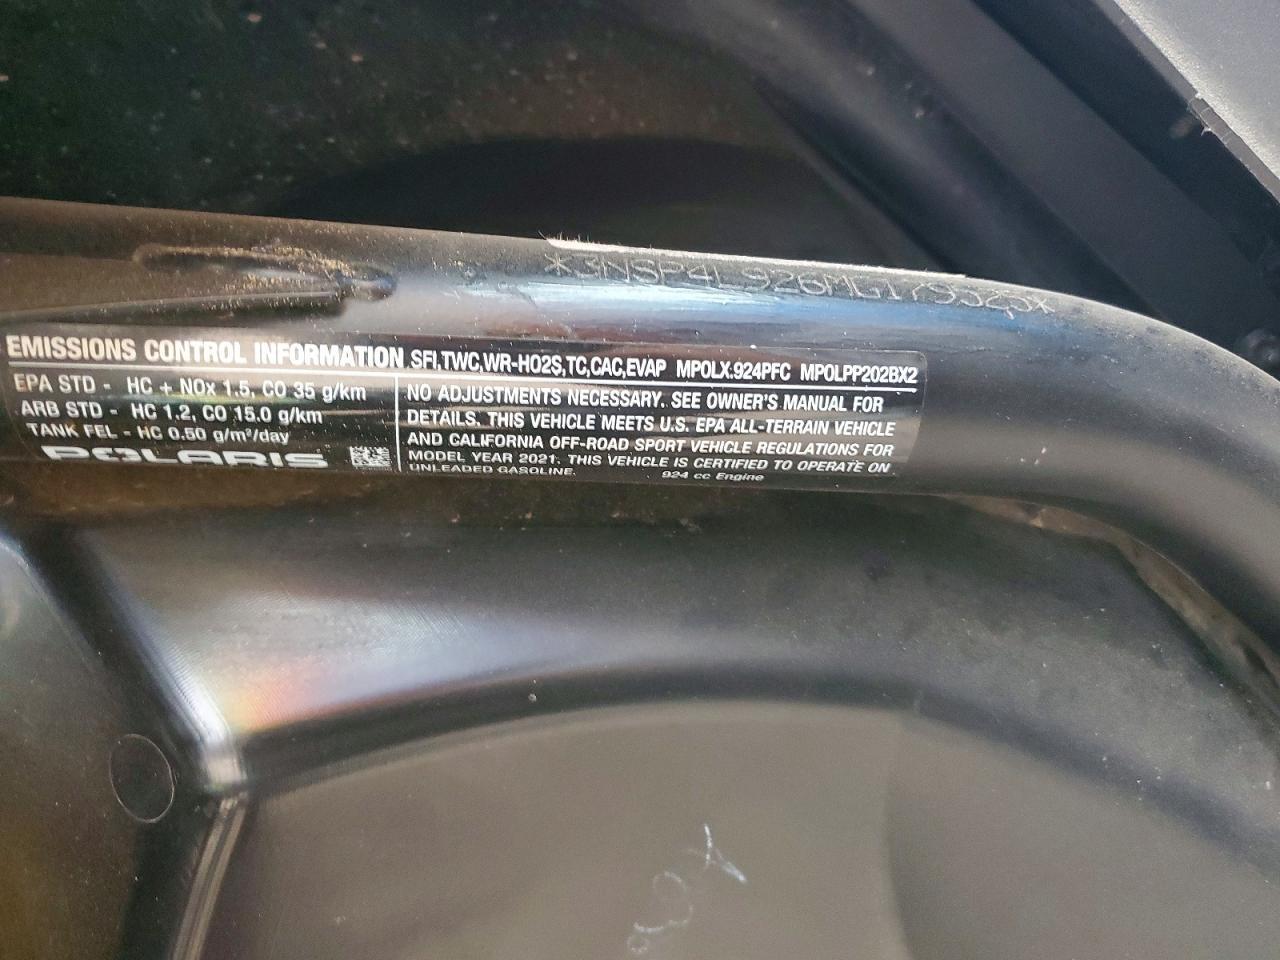 *3NSP4L926MG179525*
EMISSIONS CONTROL INFORMATION SFI,TWC,WR-HO2S,TC,CAC,EVAP MPOLX.924PFC MPOLPP202BX2
EPA STD - HC + NOx 1.5, CO 35 g/km
ARB STD - HC 1.2, CO 15.0 g/km
TANK FEL - HC 0.50 g/m²/day
POLARIS
NO ADJUSTMENTS NECESSARY. SEE OWNER'S MANUAL FOR
DETAILS. THIS VEHICLE MEETS U.S. EPA ALL-TERRAIN VEHICLE
AND CALIFORNIA OFF-ROAD SPORT VEHICLE REGULATIONS FOR
MODEL YEAR 2021. THIS VEHICLE IS CERTIFIED TO OPERATE ON
UNLEADED GASOLINE.
924 cc Engine